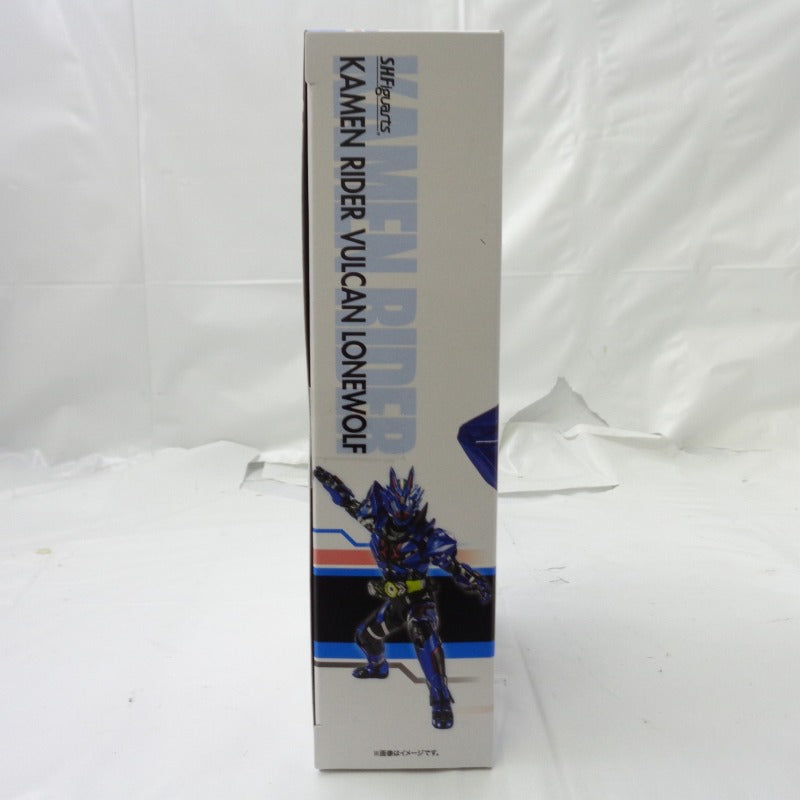 S.H.Figuarts
KAMEN RIDER VULCAN LONEWOLF
KAMEN RIDER
※画像はイメージです。